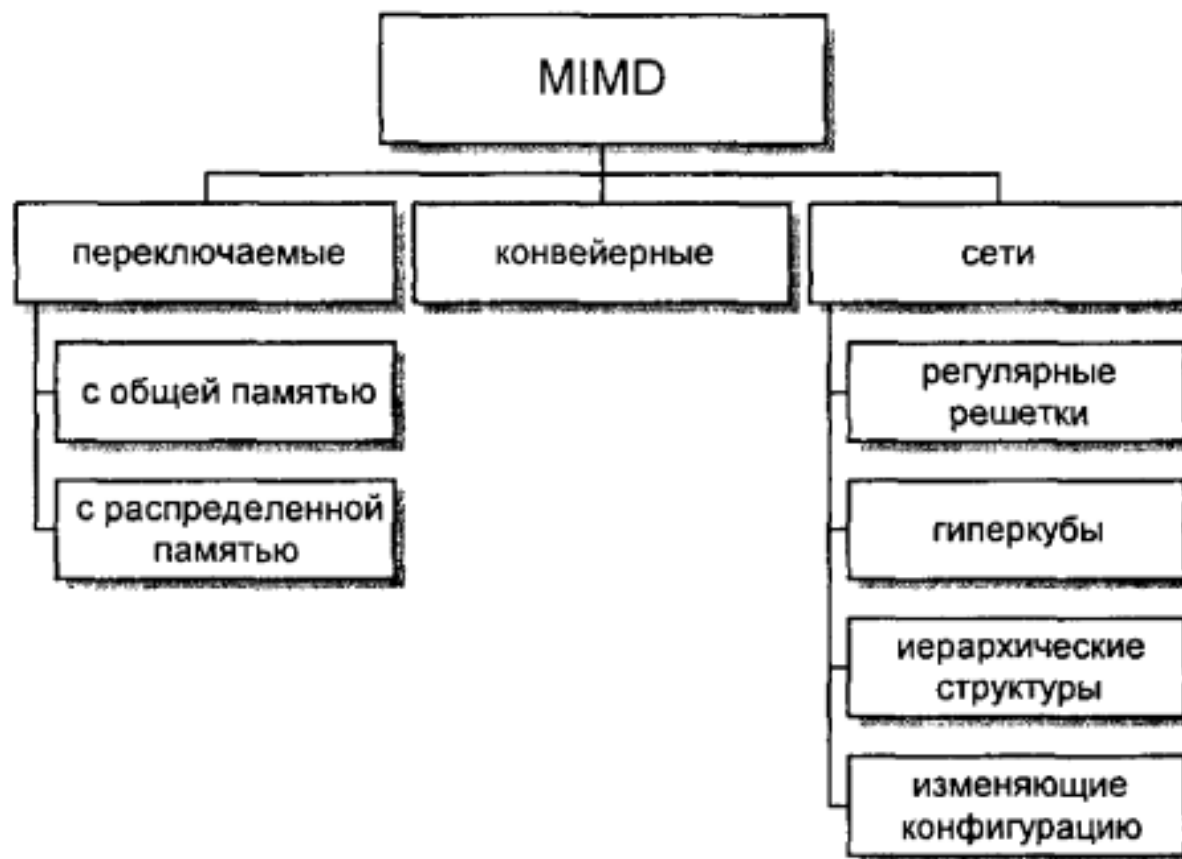 MIMD
переключаемые
конвейерные
сети
с общей памятью
с распределенной
памятью
регулярные
решетки
гиперкубы
иерархические
структуры
изменяющие
конфигурацию